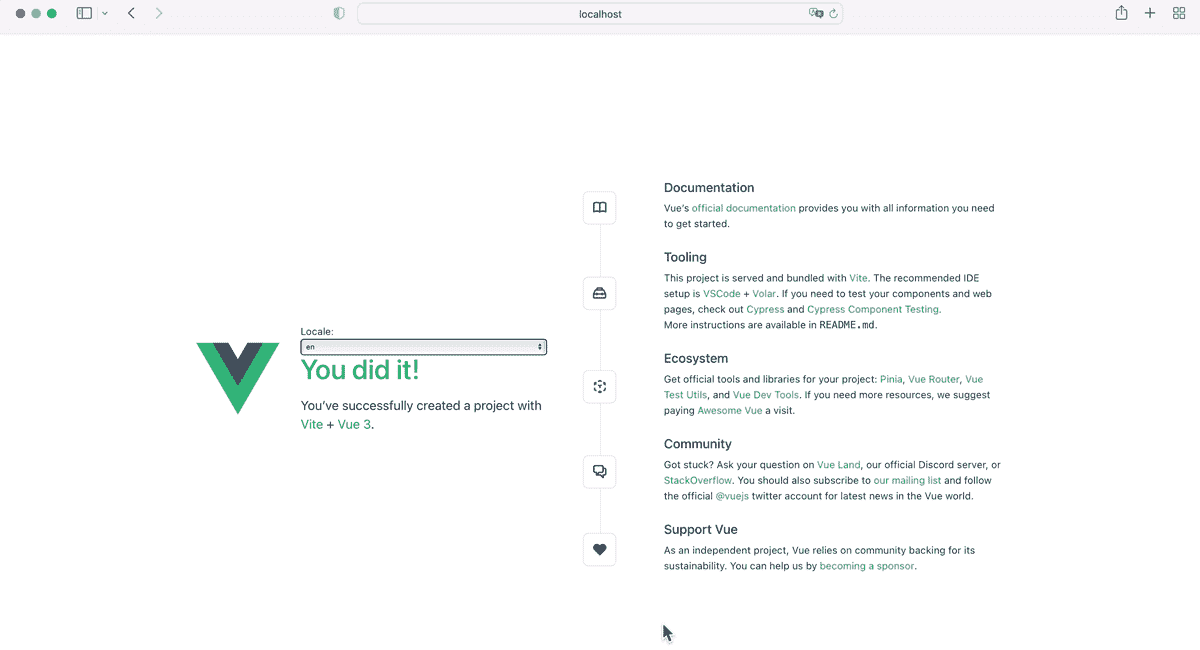 localhost
Locale:
en
You did it!
You’ve successfully created a project with
Vite + Vue 3.
Documentation
Vue’s official documentation provides you with all information you need
to get started.
Tooling
This project is served and bundled with Vite. The recommended IDE
setup is VSCode + Volar. If you need to test your components and web
pages, check out Cypress and Cypress Component Testing.
More instructions are available in README.md.
Ecosystem
Get official tools and libraries for your project: Pinia, Vue Router, Vue
Test Utils, and Vue Dev Tools. If you need more resources, we suggest
paying Awesome Vue a visit.
Community
Got stuck? Ask your question on Vue Land, our official Discord server, or
StackOverflow. You should also subscribe to our mailing list and follow
the official @vuejs twitter account for latest news in the Vue world.
Support Vue
As an independent project, Vue relies on community backing for its
sustainability. You can help us by becoming a sponsor.